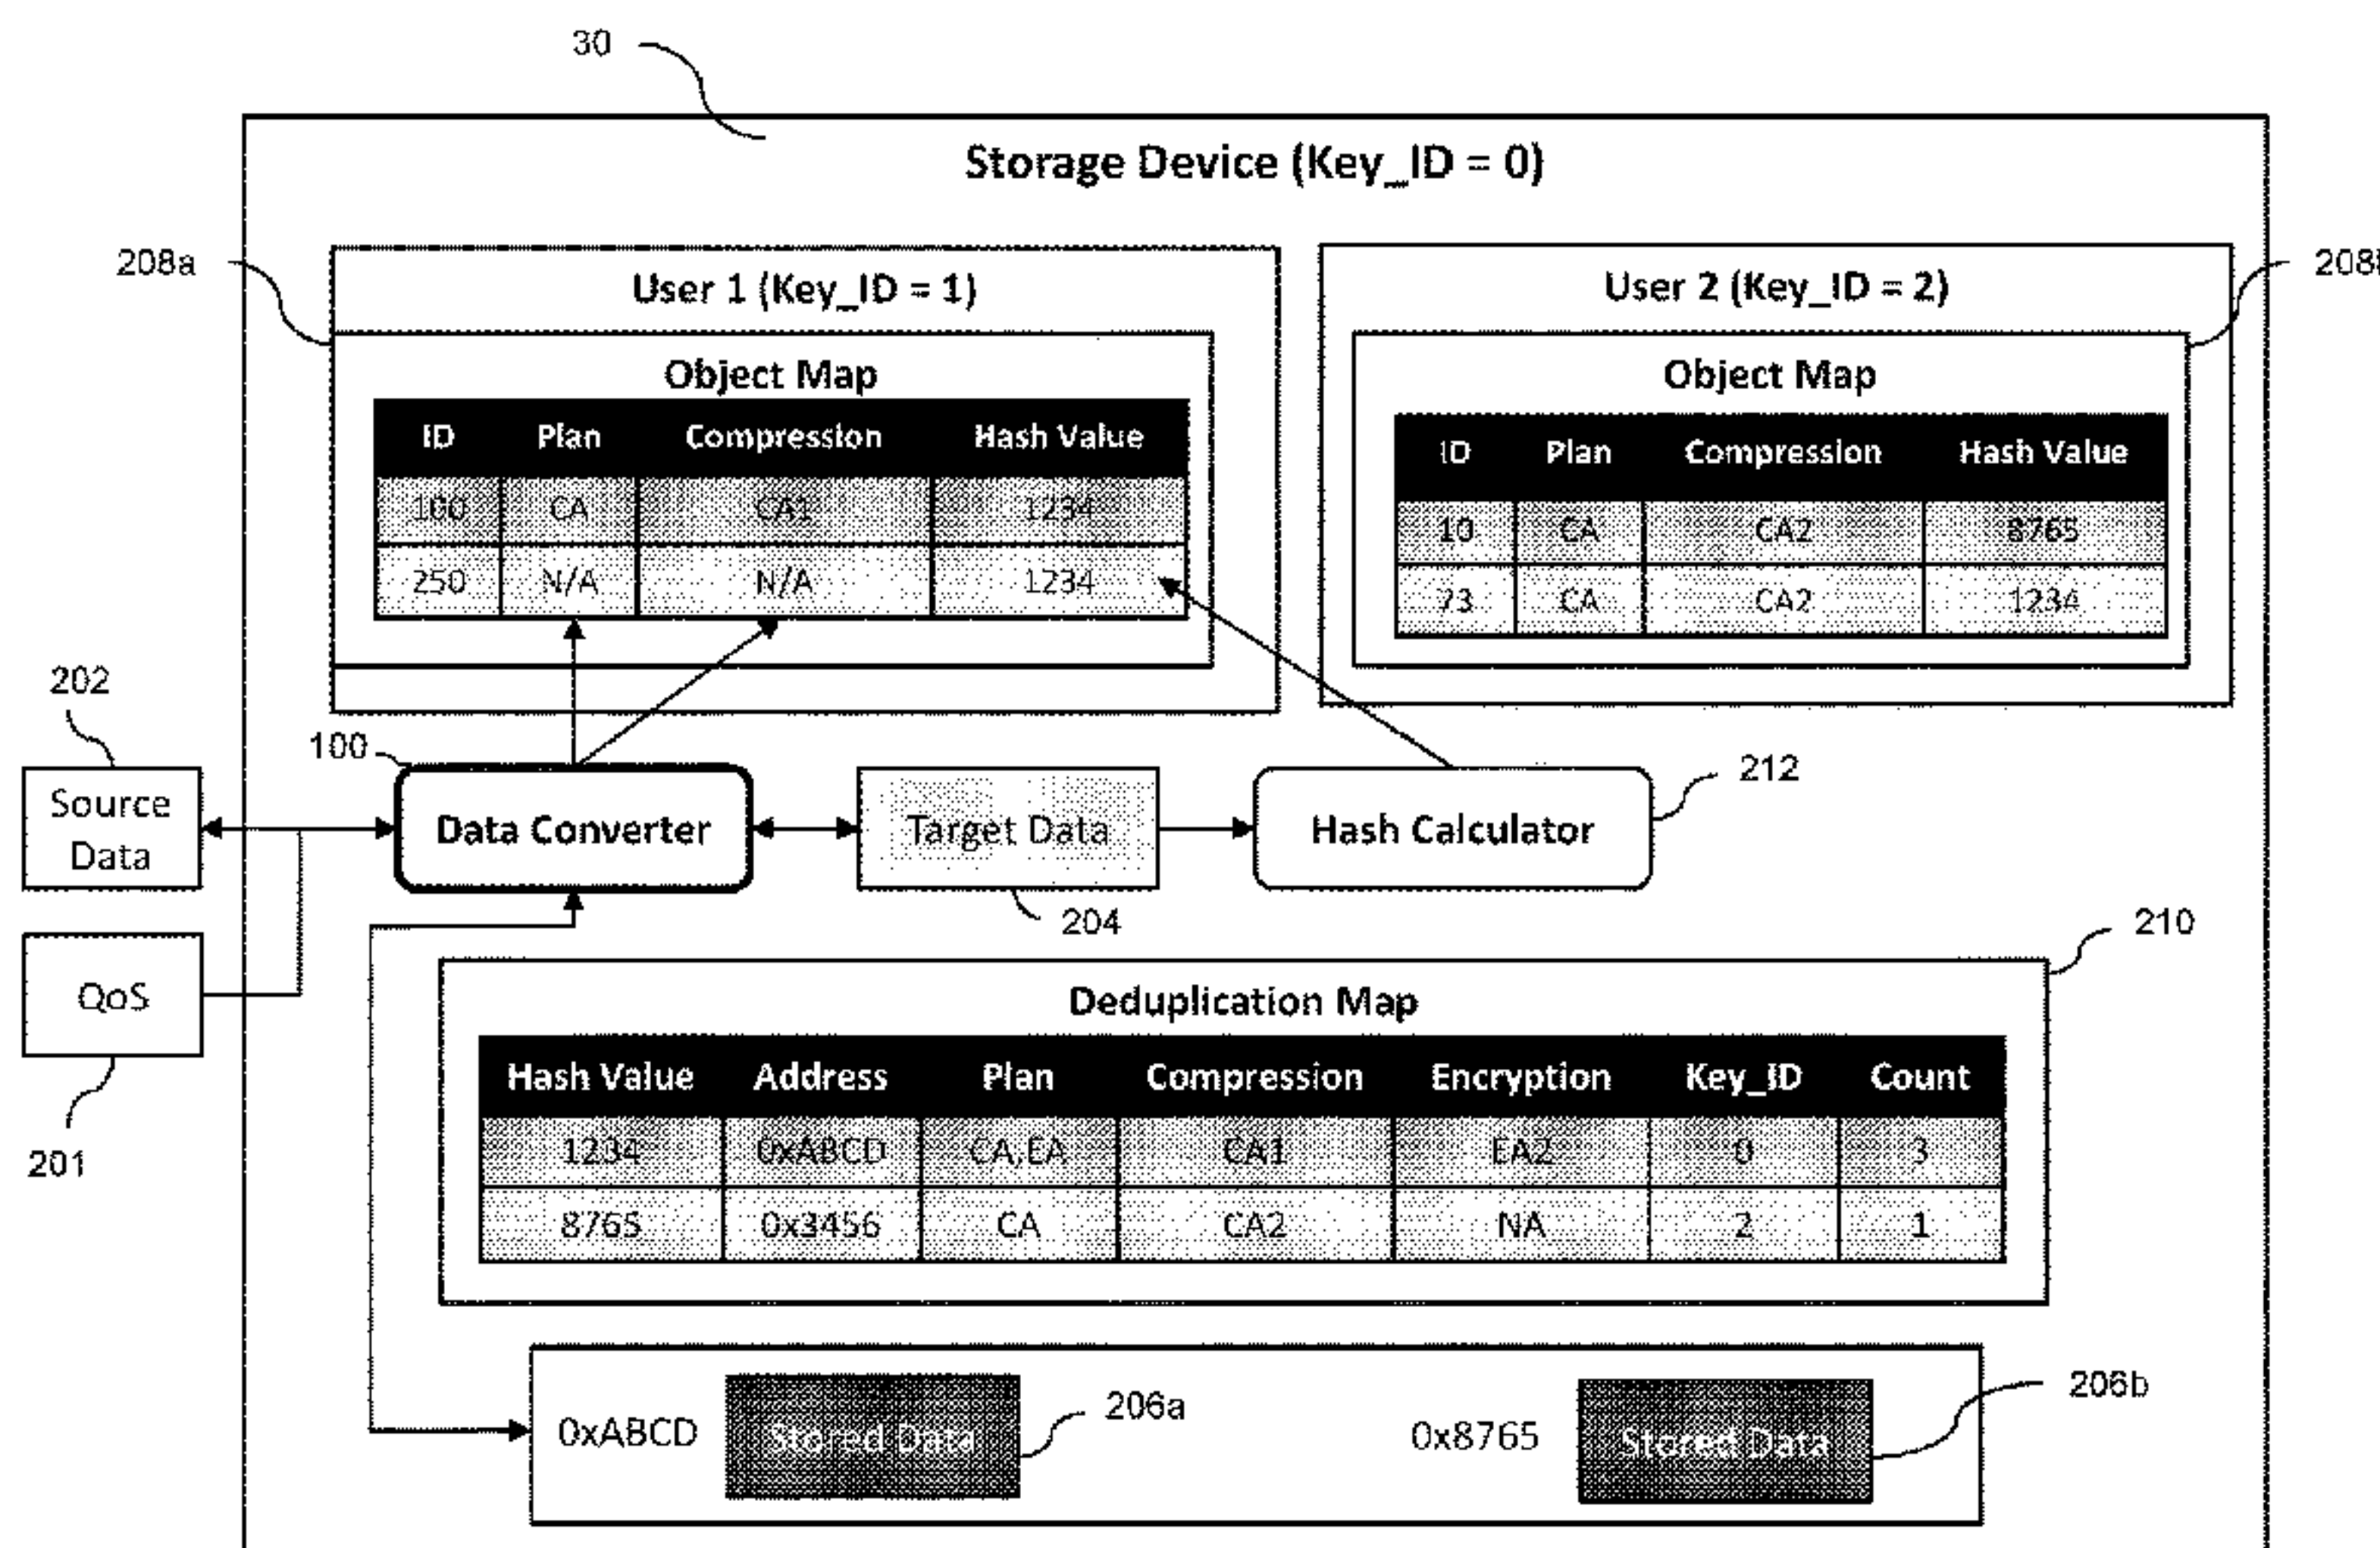 30
Storage Device (Key_ID = 0)
208a
User 1 (Key_ID = 1)
Object Map
ID Plan Compression Hash Value
100 CA CA1 1234
250 N/A N/A 1234
User 2 (Key_ID = 2)
Object Map
ID Plan Compression Hash Value
10 CA CA2 8765
73 CA CA2 1234
202
Source
Data
100
Data Converter
Target Data
204
Hash Calculator
212
QoS
201
210
Deduplication Map
Hash Value Address Plan Compression Encryption Key_ID Count
1234 0xABCD CA,EA CA1 EA2 0 3
8765 0x3456 CA CA2 NA 2 1
0xABCD Stored Data 206a
0x8765 Stored Data 206b